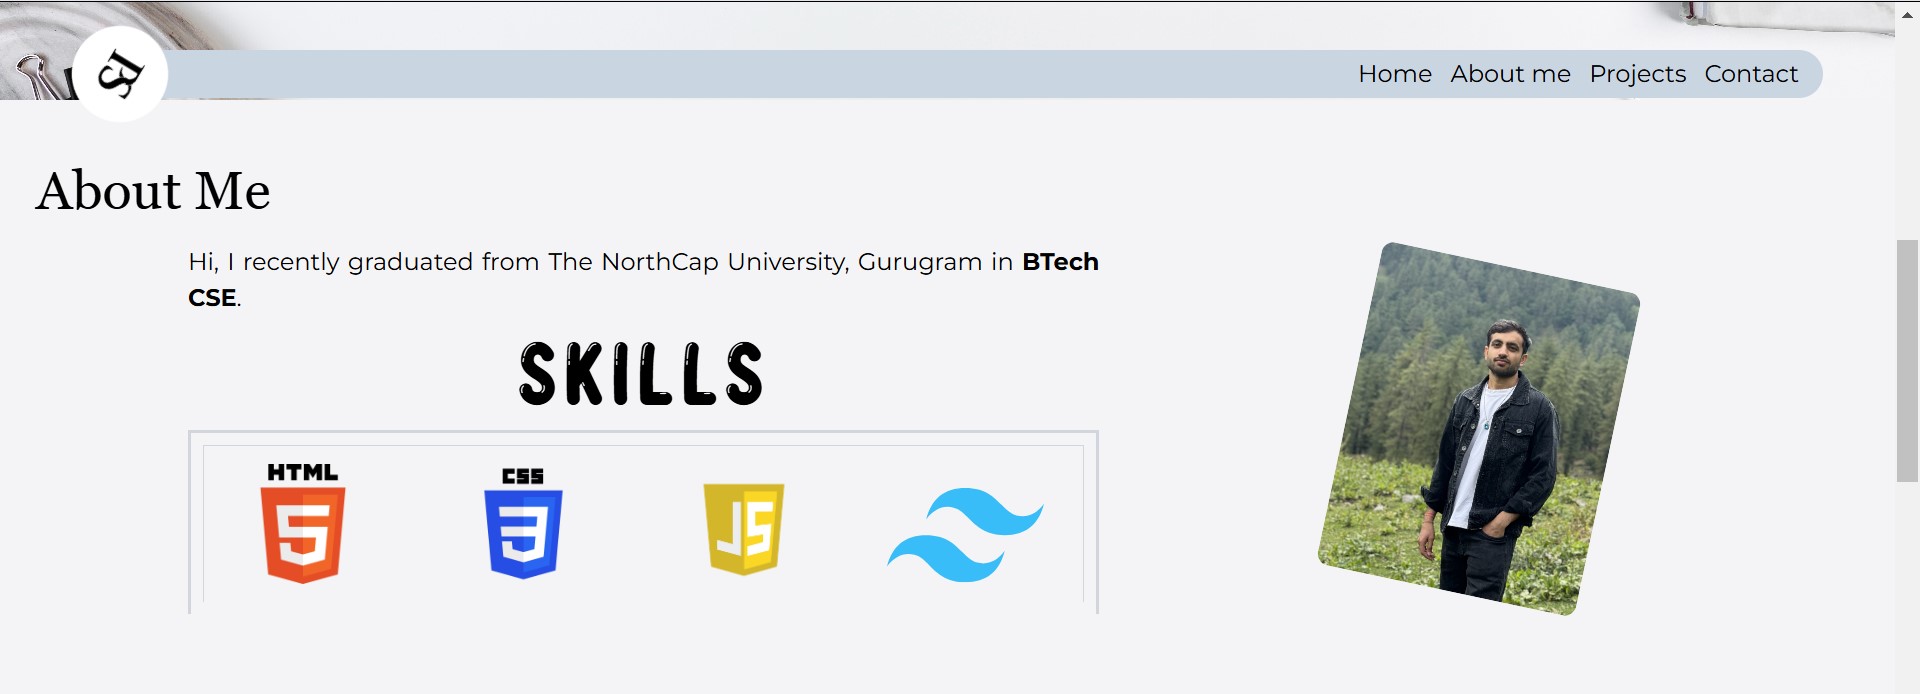 Home About me Projects Contact
About Me
Hi, I recently graduated from The NorthCap University, Gurugram in BTech
CSE.
SKILLS
HTML CSS
5 3 JS